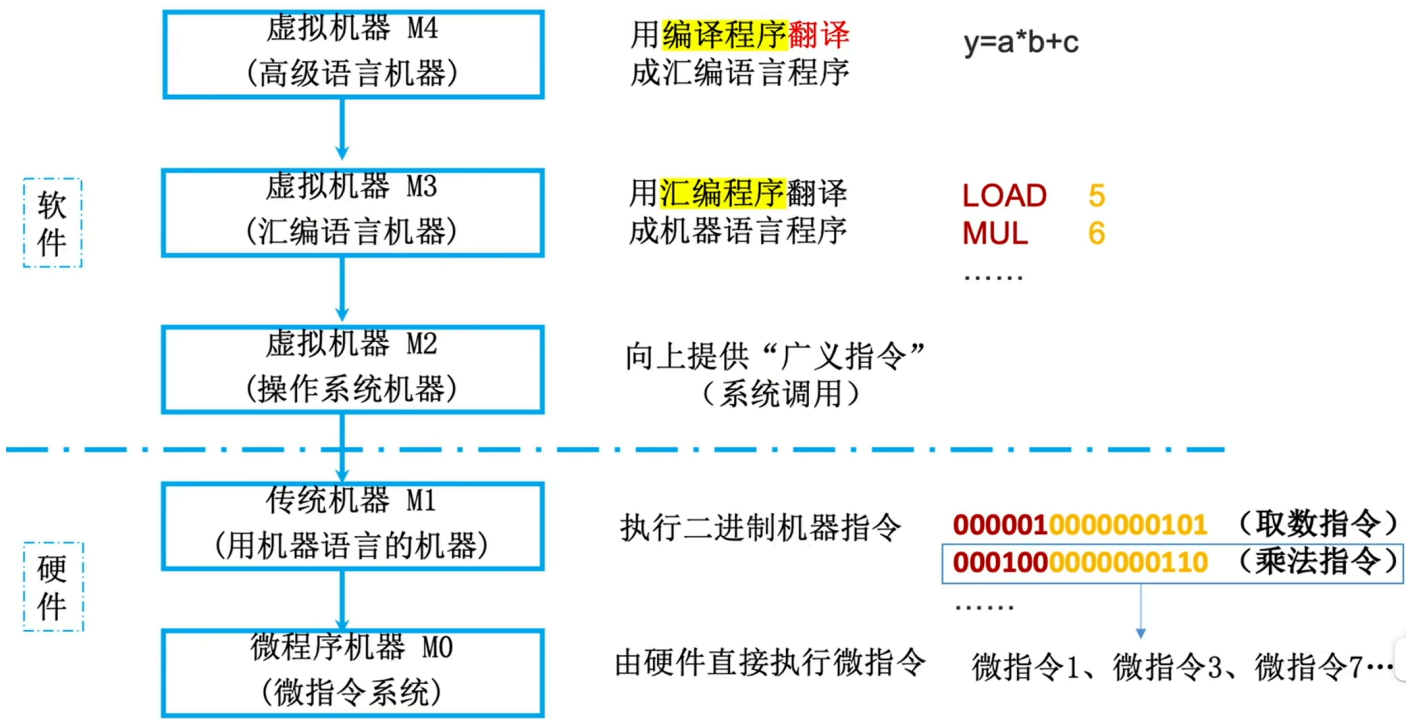 虚拟机器 M4
(高级语言机器)
用编译程序翻译
成汇编语言程序
y=a*b+c
软
件
虚拟机器 M3
(汇编语言机器)
用汇编程序翻译
成机器语言程序
LOAD 5
MUL 6
……
虚拟机器 M2
(操作系统机器)
向上提供“广义指令”
（系统调用）
硬
件
传统机器 M1
(用机器语言的机器)
执行二进制机器指令
0000010000000101 （取数指令）
0001000000000110 （乘法指令）
……
微程序机器 M0
(微指令系统)
由硬件直接执行微指令
微指令1、微指令3、微指令7…